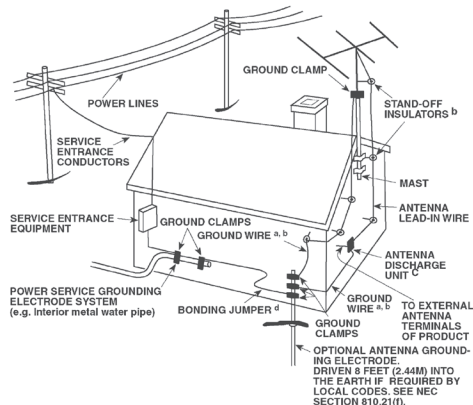 GROUND CLAMP
POWER LINES
STAND-OFF
INSULATORS b
SERVICE
ENTRANCE
CONDUCTORS
MAST
ANTENNA
LEAD-IN WIRE
SERVICE ENTRANCE
EQUIPMENT
GROUND CLAMPS
GROUND WIRE a, b
ANTENNA
DISCHARGE
UNIT C
POWER SERVICE GROUNDING
ELECTRODE SYSTEM
(e.g. Interior metal water pipe)
BONDING JUMPER d
GROUND
WIRE a, b
GROUND
CLAMPS
TO EXTERNAL
ANTENNA
TERMINALS
OF PRODUCT
OPTIONAL ANTENNA GROUND-
ING ELECTRODE.
DRIVEN 8 FEET (2.44M) INTO
THE EARTH IF REQUIRED BY
LOCAL CODES. SEE NEC
SECTION 810.21(f).